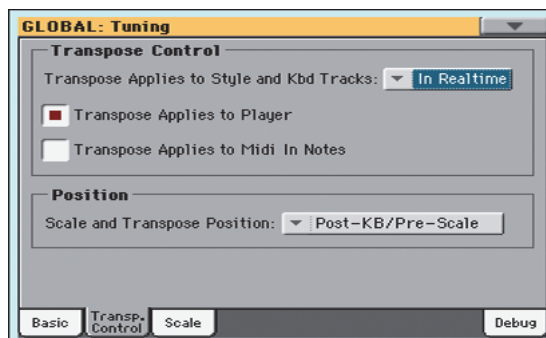 GLOBAL: Tuning
Transpose Control
Transpose Applies to Style and Kbd Tracks: In Realtime
Transpose Applies to Player
Transpose Applies to Midi In Notes
Position
Scale and Transpose Position: Post-KB/Pre-Scale
Basic
Transp.
Control
Scale
Debug